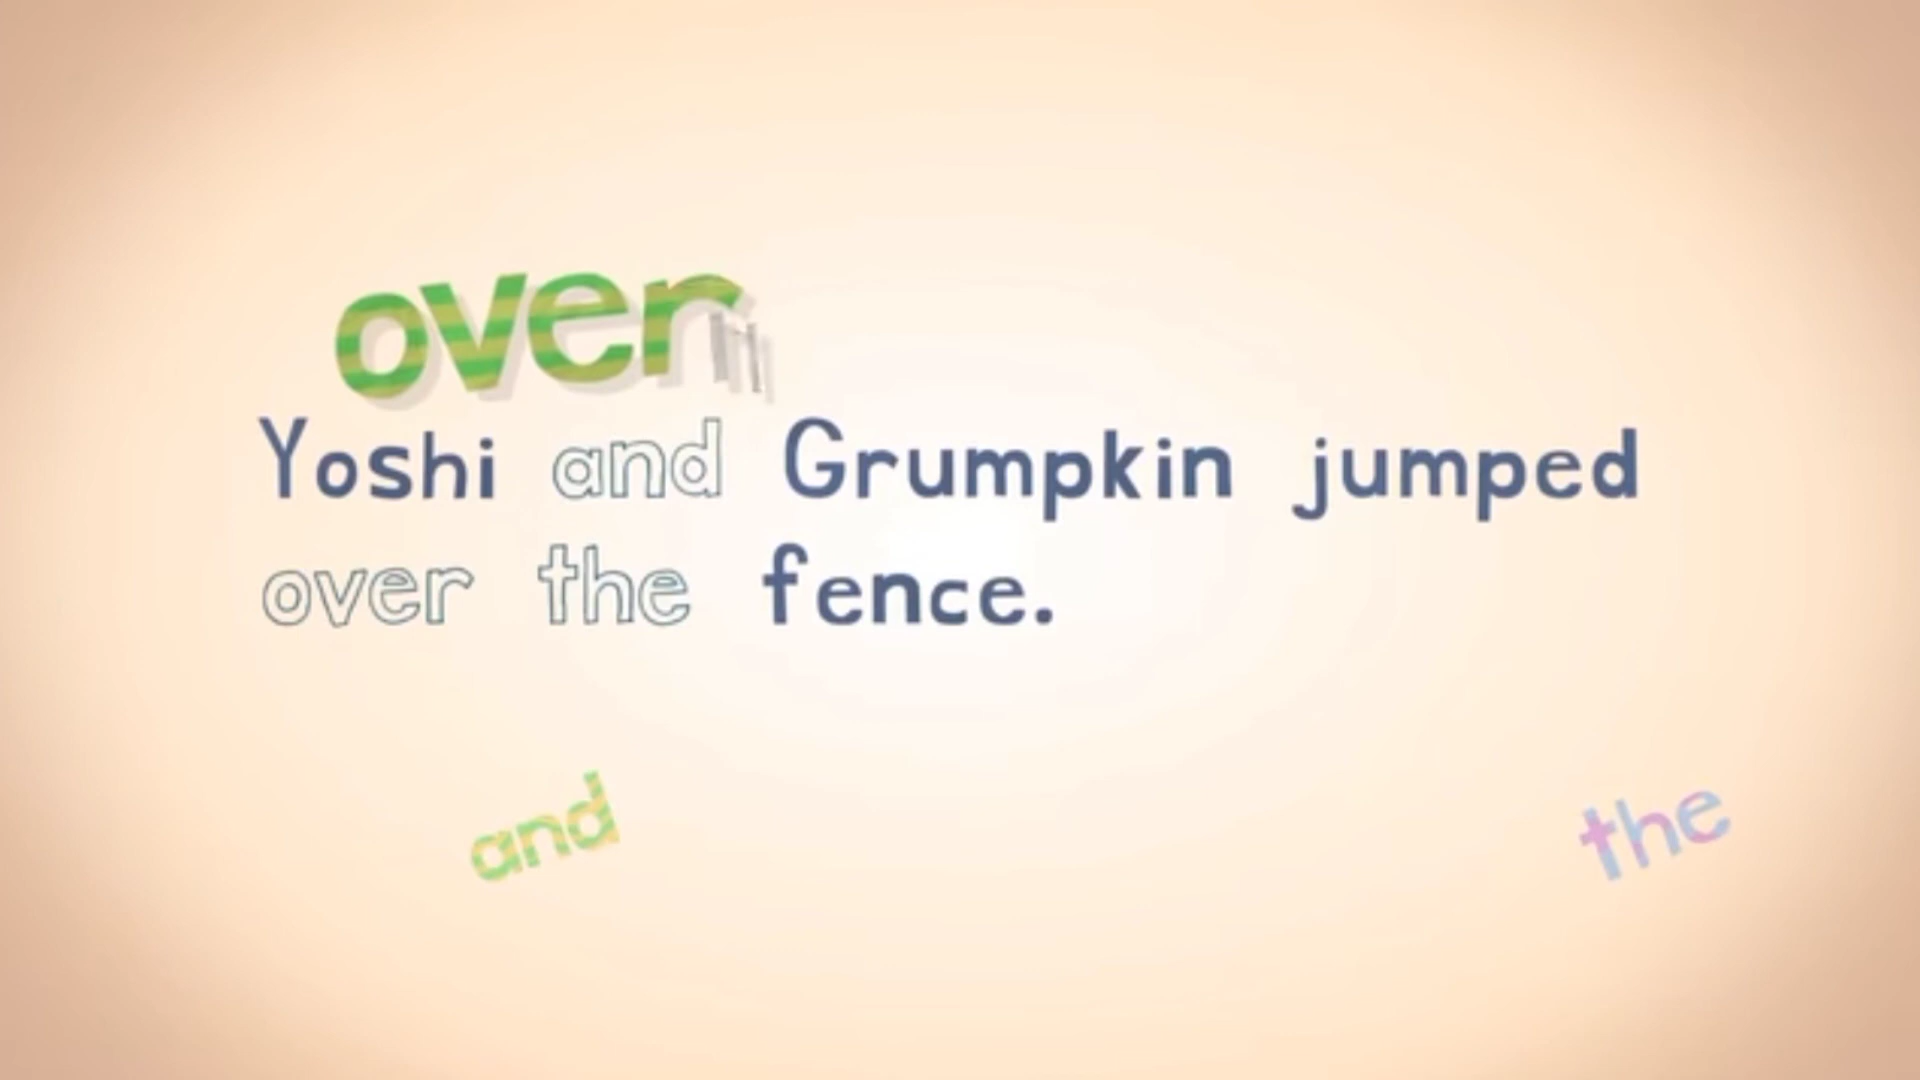 over
Yoshi and Grumpkin jumped
over the fence.
and
the